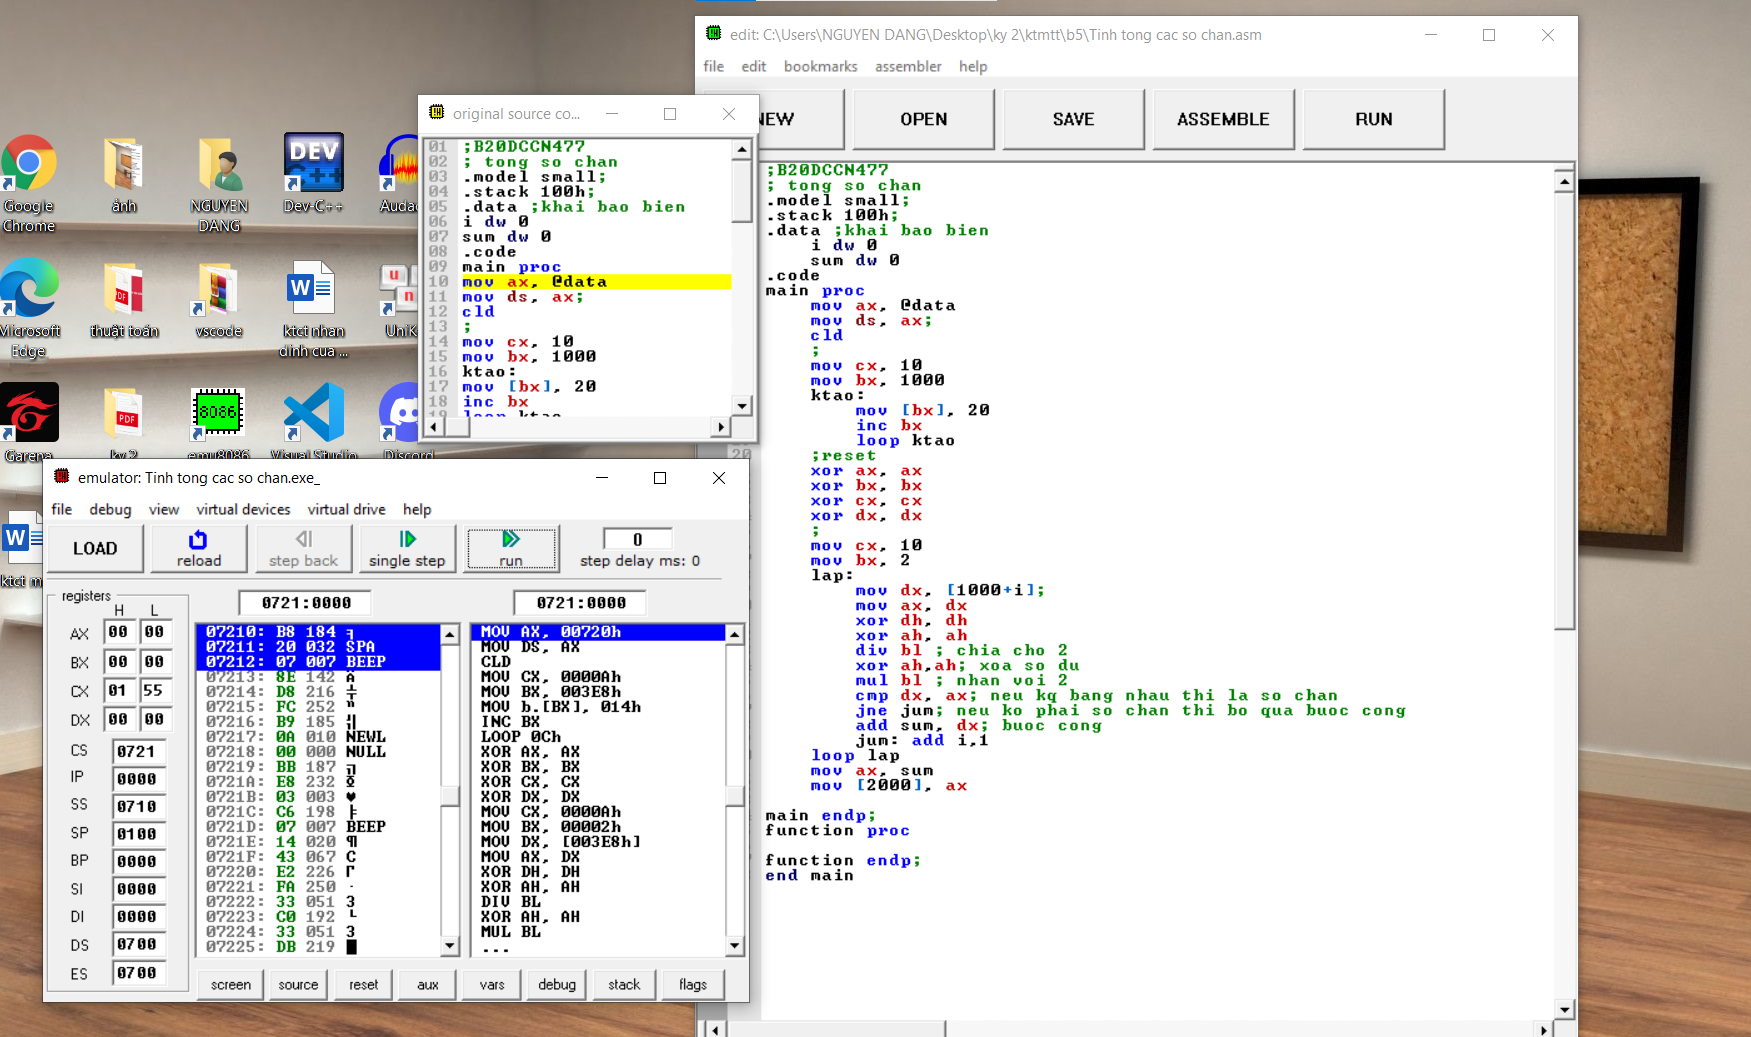 edit: C:\Users\NGUYEN DANG\Desktop\ky 2\ktmtt\b5\Tinh tong cac so chan.asm
file edit bookmarks assembler help
NEW OPEN SAVE ASSEMBLE RUN
;B20DCCN477
; tong so chan
.model small;
.stack 100h;
.data ;khai bao bien
i dw 0
sum dw 0
.code
main proc
mov ax, @data
mov ds, ax;
cld
;
mov cx, 10
mov bx, 1000
ktao:
mov [bx], 20
inc bx
loop ktao
;reset
xor ax, ax
xor bx, bx
xor cx, cx
xor dx, dx
;
mov cx, 10
mov bx, 2
lap:
mov dx, [1000+i];
mov ax, dx
xor dh, dh
xor ah, ah
div bl ; chia cho 2
xor ah,ah; xoa so du
mul bl ; nhan voi 2
cmp dx, ax; neu kq bang nhau thi la so chan
jne jum; neu ko phai so chan thi bo qua buoc cong
add sum, dx; buoc cong
jum: add i,1
loop lap
mov ax, sum
mov [2000], ax
main endp;
function proc
function endp;
end main
original source co...
01 ;B20DCCN477
02 ; tong so chan
03 .model small;
04 .stack 100h;
05 .data ;khai bao bien
06 i dw 0
07 sum dw 0
08 .code
09 main proc
10 mov ax, @data
11 mov ds, ax;
12 cld
13 ;
14 mov cx, 10
15 mov bx, 1000
16 ktao:
17 mov [bx], 20
18 inc bx
19 loop ktao
20
Google Chrome
ảnh
NGUYEN DANG
DEV C++
Dev-C++
Microsoft Edge
PDF
thuật toán
vscode
W
ktct nhan dinh cua ...
u
n
Garena
PDF
ky 2
8086
emu8086
Visual Studio
Discord
W
emulator: Tinh tong cac so chan.exe_
file debug view virtual devices virtual drive help
LOAD reload step back single step run 0 step delay ms: 0
registers
H L
AX 00 00
BX 00 00
CX 01 55
DX 00 00
CS 0721
IP 0000
SS 0710
SP 0100
BP 0000
SI 0000
DI 0000
DS 0700
ES 0700
0721:0000
07210: B8 184 ╕
07211: 20 032 SPA
07212: 07 007 BEEP
07213: 8E 142 Ä
07214: D8 216 ╪
07215: FC 252 ⁿ
07216: B9 185 ╣
07217: 0A 010 NEWL
07218: 00 000 NULL
07219: BB 187 ╗
0721A: E8 232 Φ
0721B: 03 003 ♥
0721C: C6 198 ╞
0721D: 07 007 BEEP
0721E: 14 020 ¶
0721F: 43 067 C
07220: E2 226 Γ
07221: FA 250 ·
07222: 33 051 3
07223: C0 192 └
07224: 33 051 3
07225: DB 219 █
0721:0000
MOV AX, 00720h
MOV DS, AX
CLD
MOV CX, 0000Ah
MOV BX, 003E8h
MOV b.[BX], 014h
INC BX
LOOP 0Ch
XOR AX, AX
XOR BX, BX
XOR CX, CX
XOR DX, DX
MOV CX, 0000Ah
MOV BX, 00002h
MOV DX, [003E8h]
MOV AX, DX
XOR DH, DH
XOR AH, AH
DIV BL
XOR AH, AH
MUL BL
...
screen source reset aux vars debug stack flags